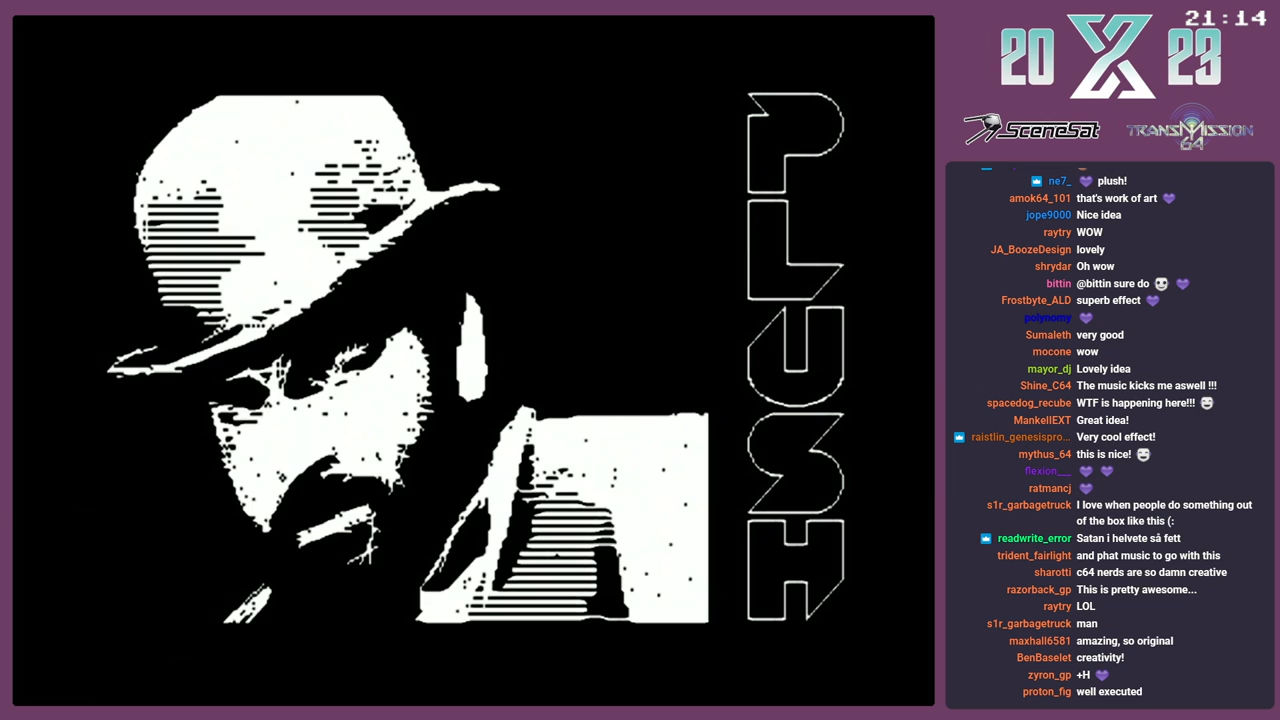 PLUSH
21:14
20 X 23
SCENESAT
TRANSMISSION
64
ne7_ plush!
amok64_101 that's work of art
jope9000 Nice idea
raytry WOW
JA_BoozeDesign lovely
shrydar Oh wow
bittin @bittin sure do
Frostbyte_ALD superb effect
polynomy
Sumaleth very good
mocone wow
mayor_dj Lovely idea
Shine_C64 The music kicks me aswell !!!
spacedog_recube WTF is happening here!!!
MankellEXT Great idea!
raistlin_genesispro... Very cool effect!
mythus_64 this is nice!
flexion___
ratmancj
s1r_garbagetruck I love when people do something out
of the box like this (:
readwrite_error Satan i helvete så fett
trident_fairlight and phat music to go with this
sharotti c64 nerds are so damn creative
razorback_gp This is pretty awesome...
raytry LOL
s1r_garbagetruck man
maxhall6581 amazing, so original
BenBaselet creativity!
zyron_gp +H
proton_fig well executed